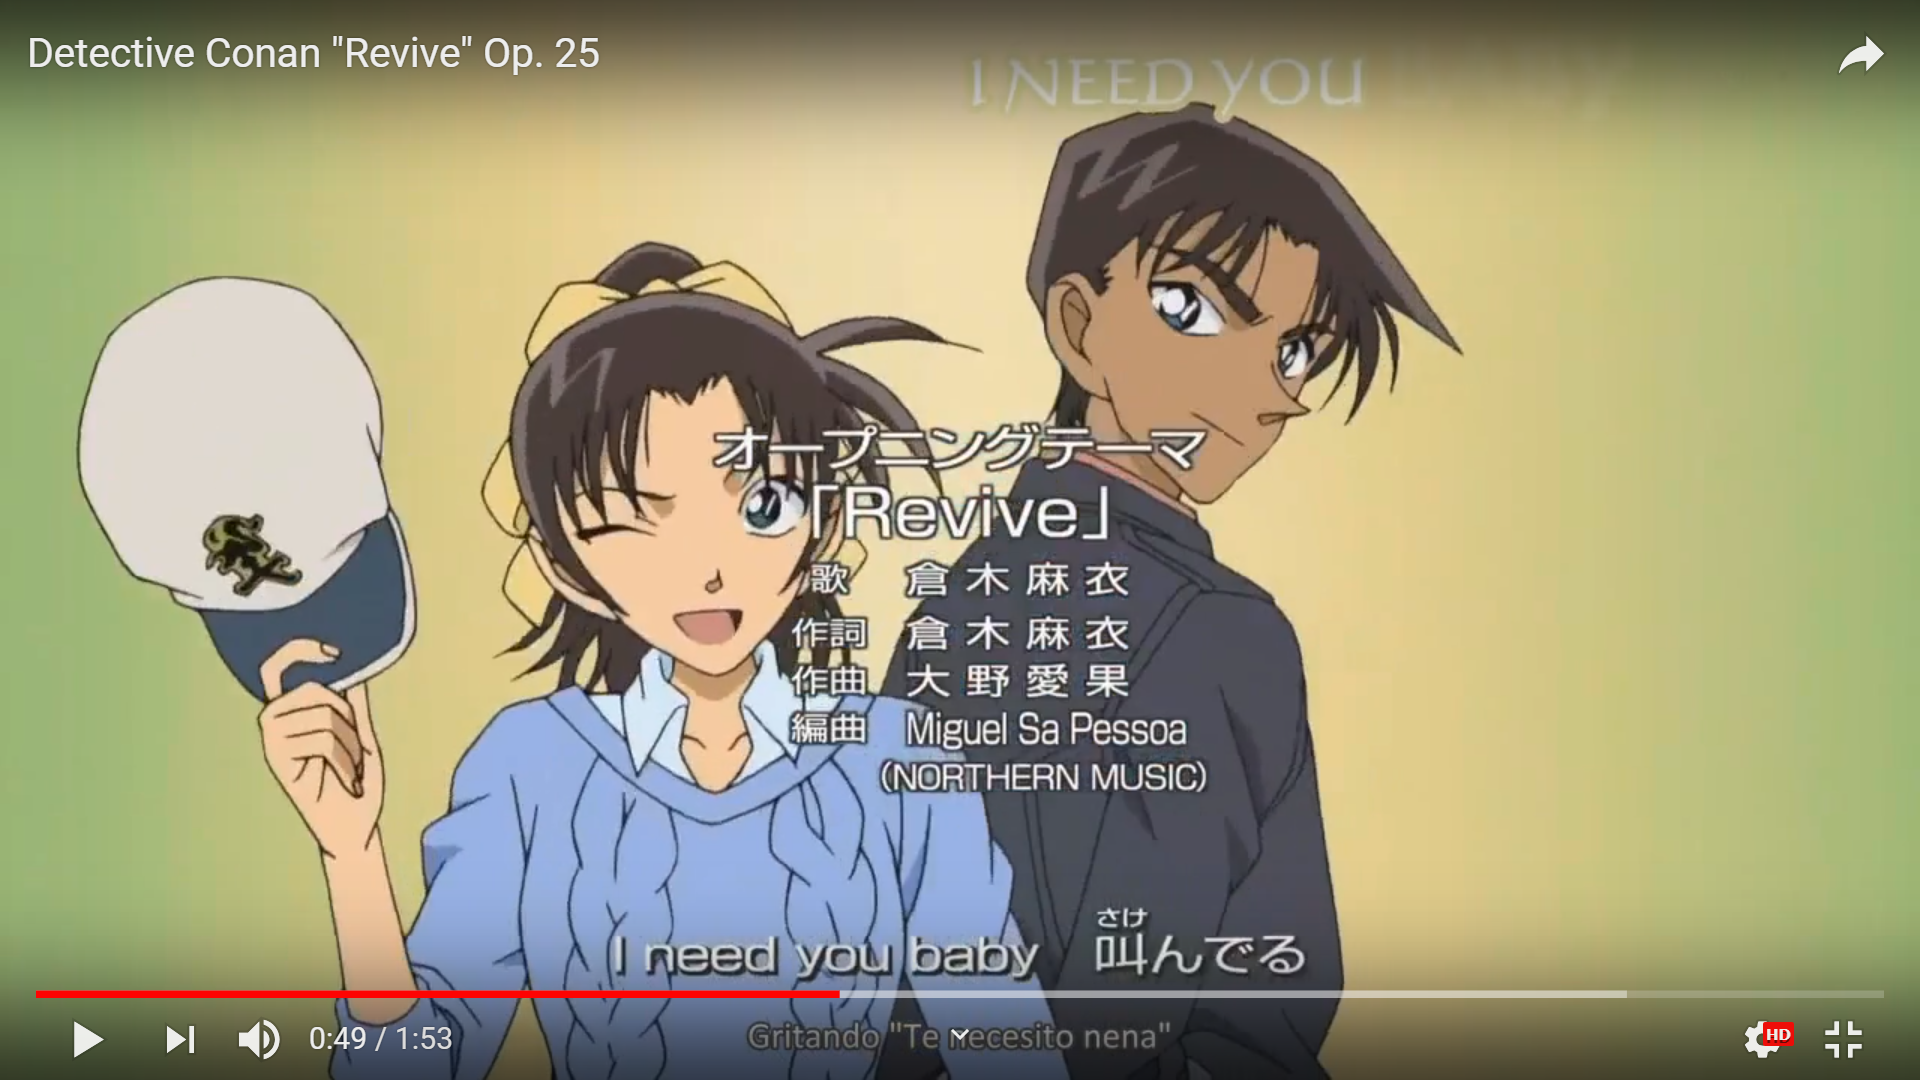 Detective Conan "Revive" Op. 25
I NEED YOU
オープニングテーマ
「Revive」
歌 倉木麻衣
作詞 倉木麻衣
作曲 大野愛果
編曲 Miguel Sa Pessoa
(NORTHERN MUSIC)
さけ
I need you baby 叫んでる
0:49 / 1:53
Gritando "Te necesito nena"
HD